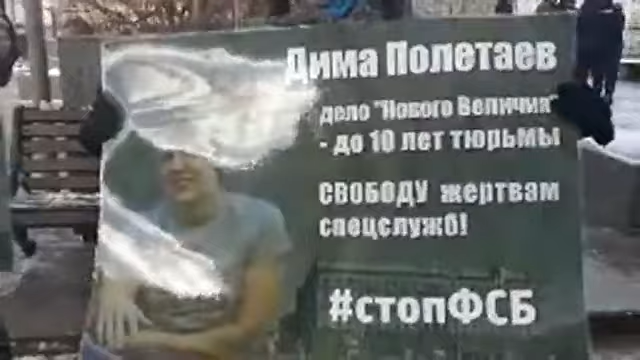 Дима Полетаев
дело "Нового Величия"
- до 10 лет тюрьмы
СВОБОДУ жертвам
спецслужб!
#стопФСБ